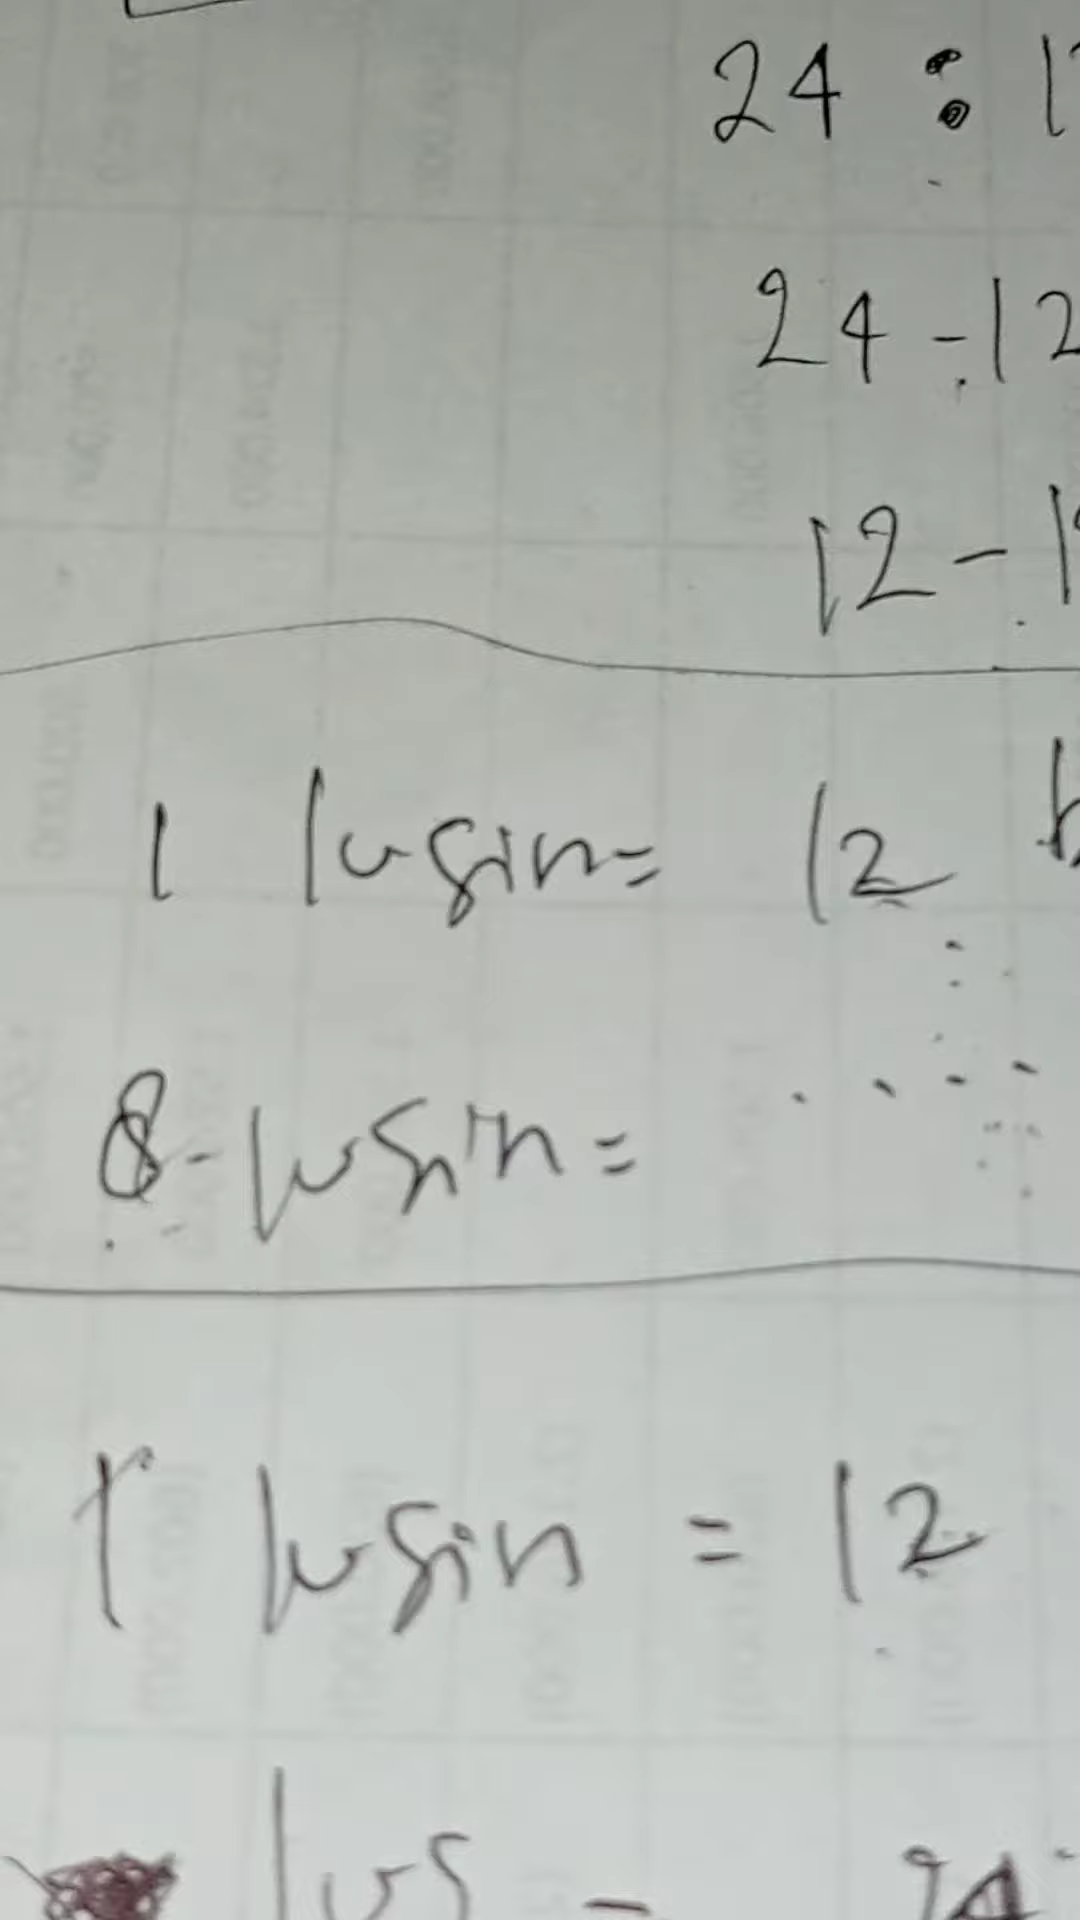 24 : 1
24 - 12
12 - 1
1 lusin = 12 b
8 - lusin =
1 lusin = 12
lus = 24